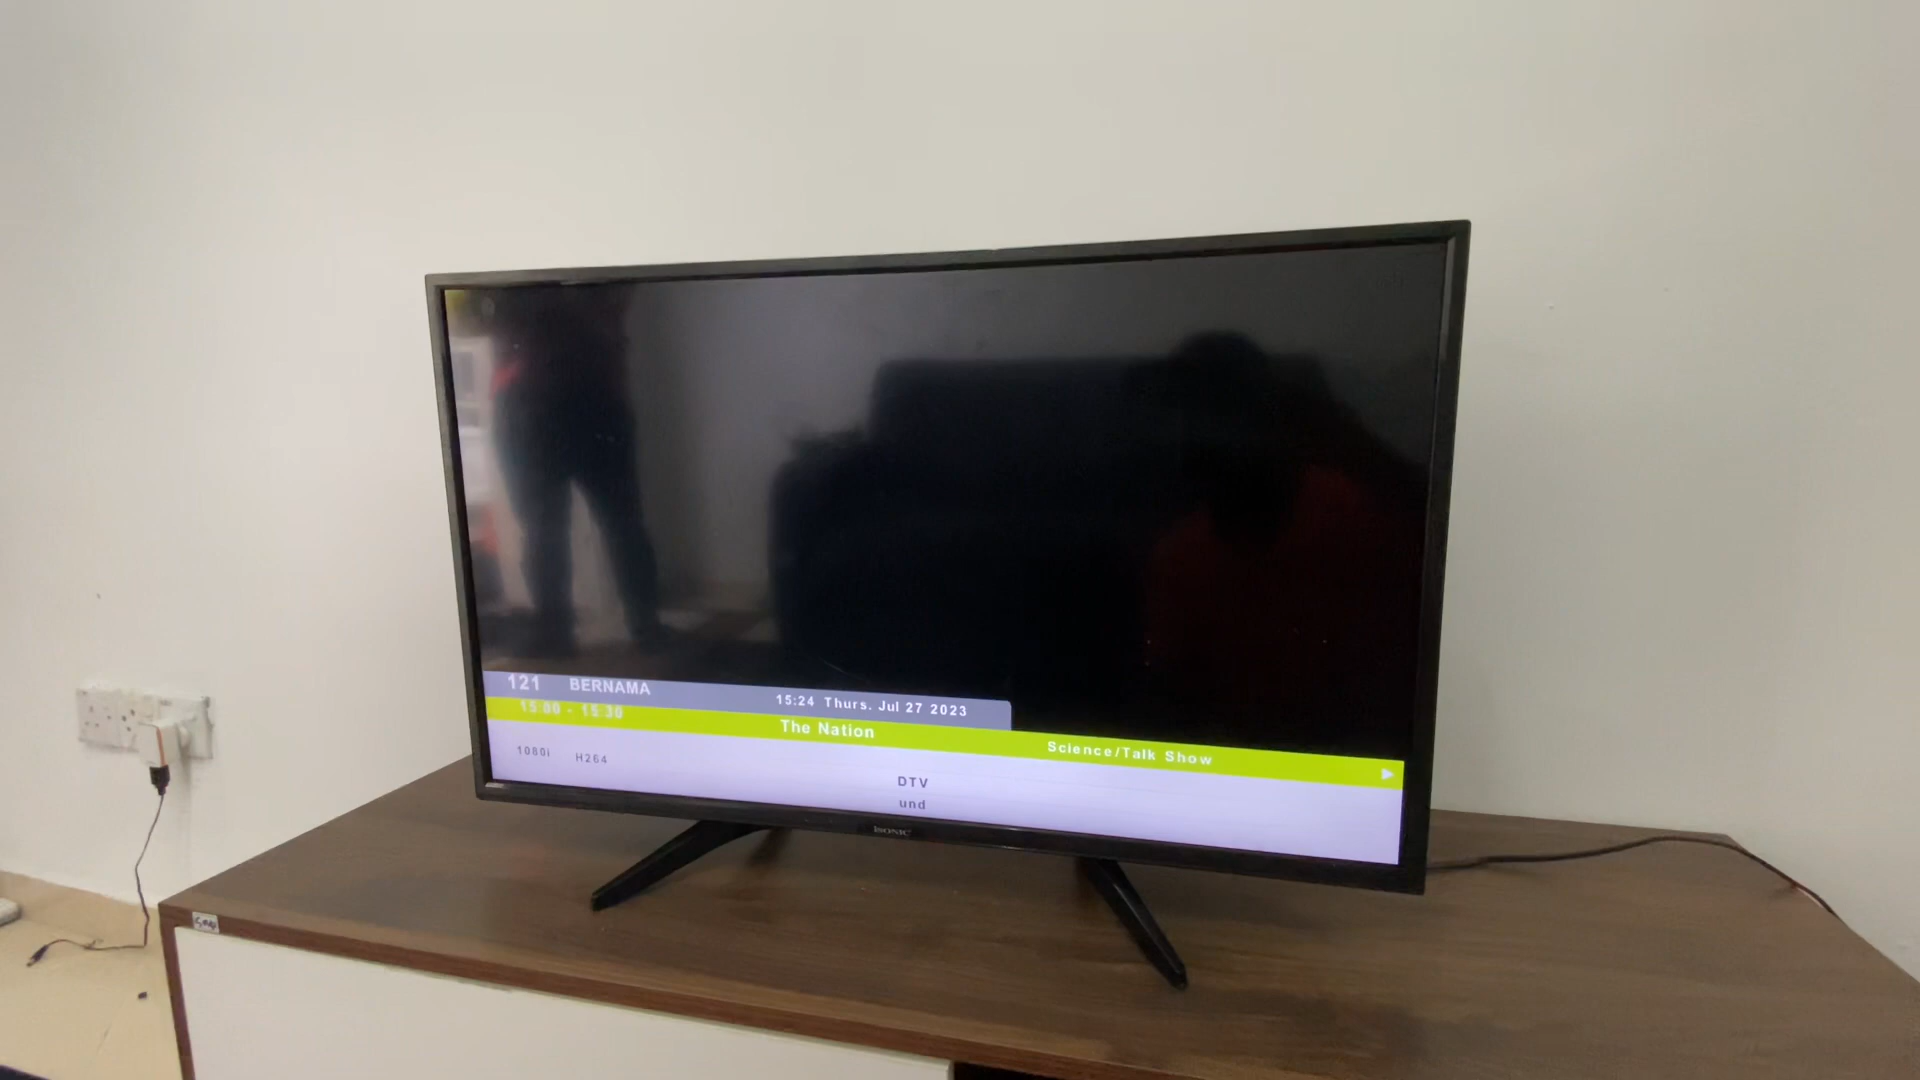 121 BERNAMA
15:24 Thurs. Jul 27 2023
15:00 - 15:30
The Nation
Science/Talk Show
1080i H264
DTV
und
ISONIC